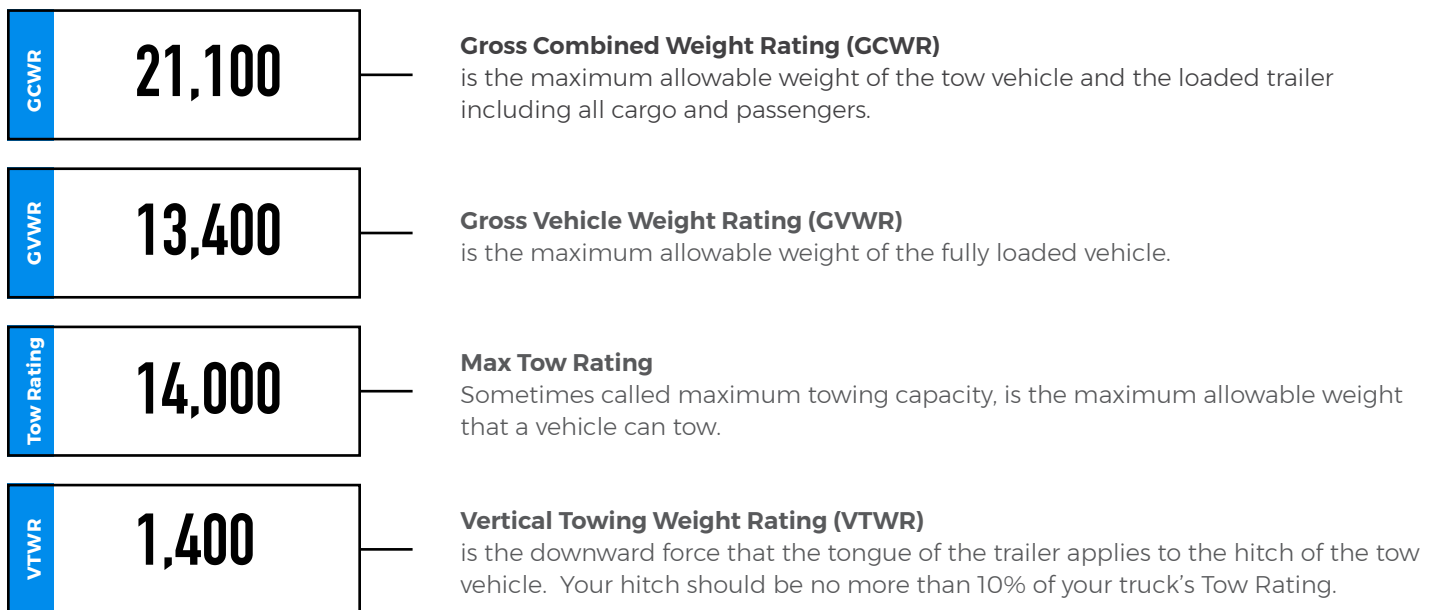 GCWR
21,100
Gross Combined Weight Rating (GCWR)
is the maximum allowable weight of the tow vehicle and the loaded trailer
including all cargo and passengers.
GVWR
13,400
Gross Vehicle Weight Rating (GVWR)
is the maximum allowable weight of the fully loaded vehicle.
Tow Rating
14,000
Max Tow Rating
Sometimes called maximum towing capacity, is the maximum allowable weight
that a vehicle can tow.
VTWR
1,400
Vertical Towing Weight Rating (VTWR)
is the downward force that the tongue of the trailer applies to the hitch of the tow
vehicle.  Your hitch should be no more than 10% of your truck's Tow Rating.